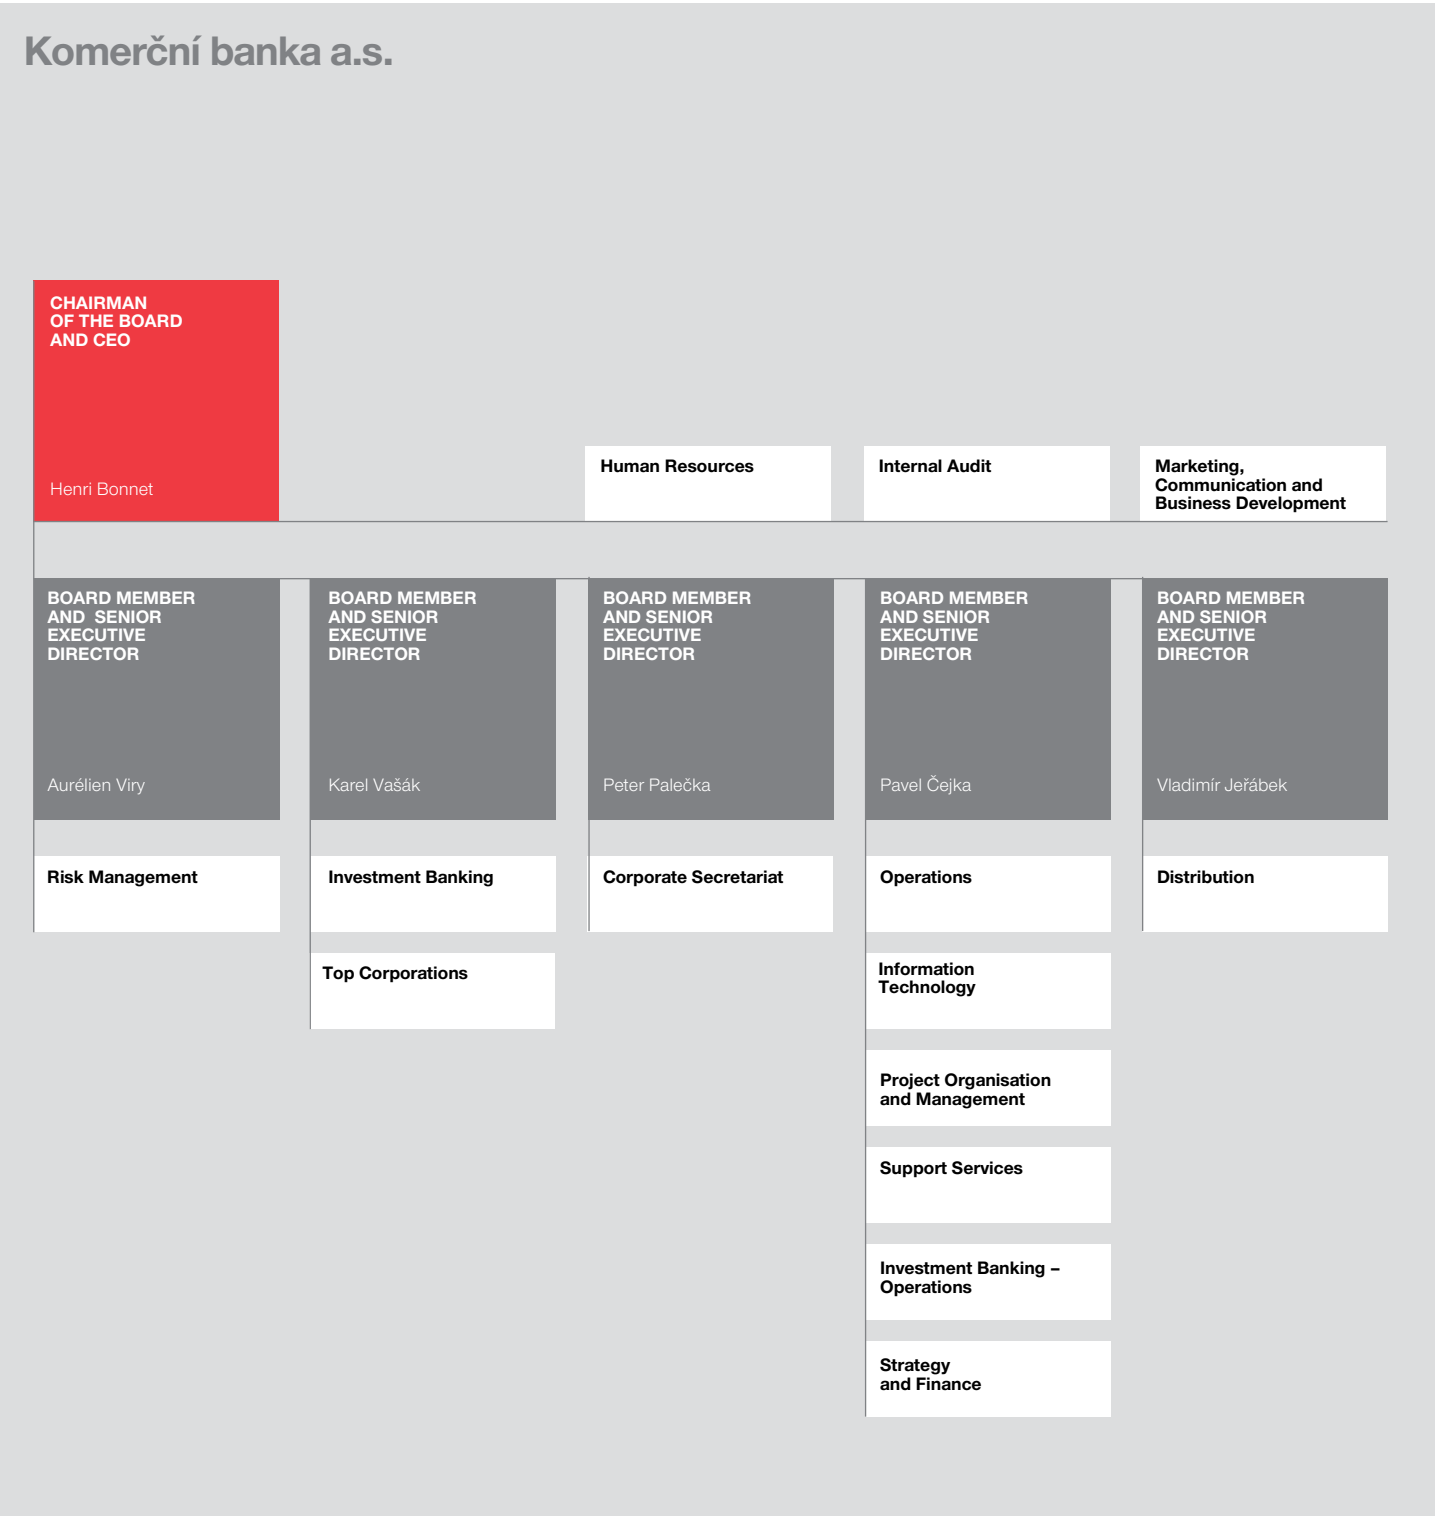 Komerční banka a.s.
CHAIRMAN
OF THE BOARD
AND CEO
Henri Bonnet
Human Resources
Internal Audit
Marketing,
Communication and
Business Development
BOARD MEMBER
AND SENIOR
EXECUTIVE
DIRECTOR
Aurélien Viry
BOARD MEMBER
AND SENIOR
EXECUTIVE
DIRECTOR
Karel Vašák
BOARD MEMBER
AND SENIOR
EXECUTIVE
DIRECTOR
Peter Palečka
BOARD MEMBER
AND SENIOR
EXECUTIVE
DIRECTOR
Pavel Čejka
BOARD MEMBER
AND SENIOR
EXECUTIVE
DIRECTOR
Vladimír Jeřábek
Risk Management
Investment Banking
Top Corporations
Corporate Secretariat
Operations
Information
Technology
Project Organisation
and Management
Support Services
Investment Banking –
Operations
Strategy
and Finance
Distribution